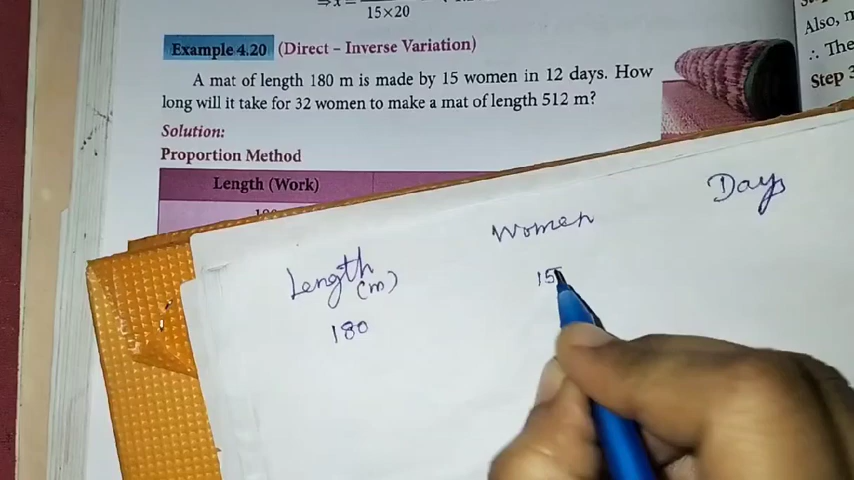 ⇒x =
15×20
Example 4.20 (Direct – Inverse Variation)
A mat of length 180 m is made by 15 women in 12 days. How
long will it take for 32 women to make a mat of length 512 m?
Solution:
Proportion Method
Length (Work)
Also,
∴ The
Step 3
Length (m)
Women
Days
180
15